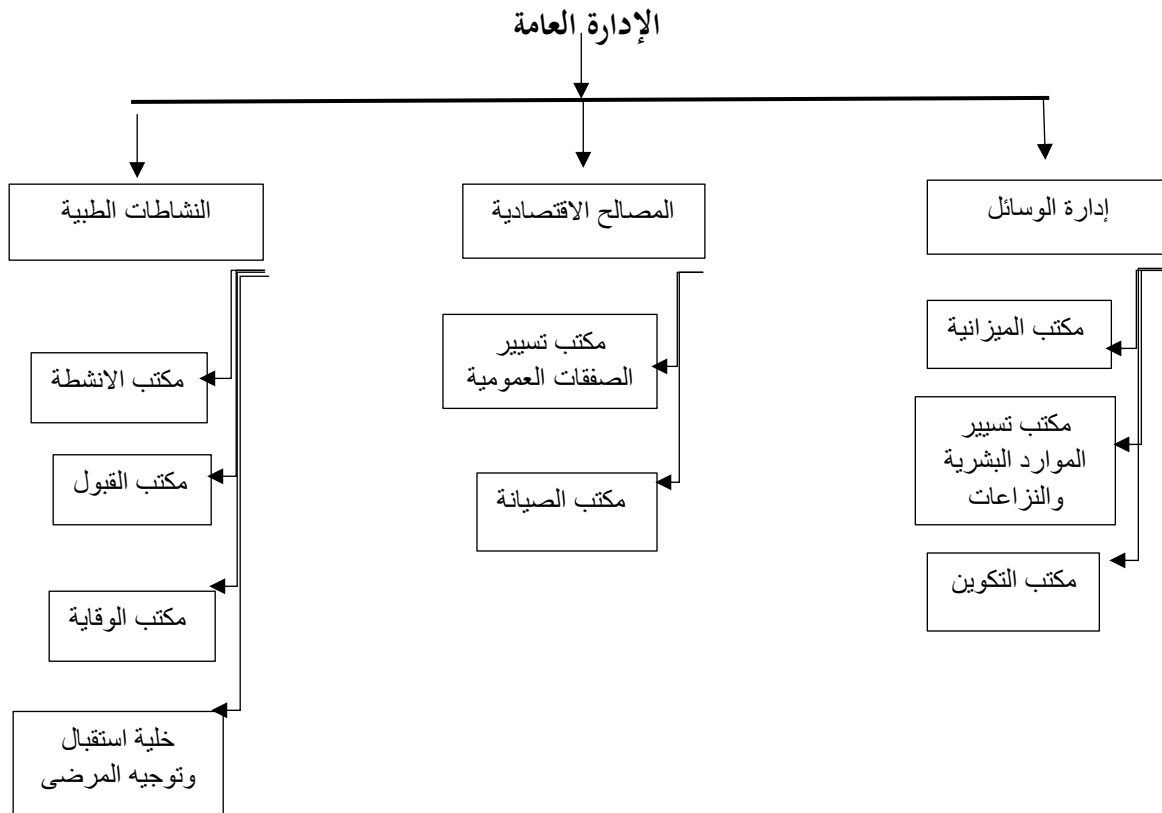 الإدارة العامة
إدارة الوسائل
المصالح الاقتصادية
النشاطات الطبية
مكتب الميزانية
مكتب تسيير
الموارد البشرية
والنزاعات
مكتب التكوين
مكتب تسيير
الصفقات العمومية
مكتب الصيانة
مكتب الانشطة
مكتب القبول
مكتب الوقاية
خلية استقبال
وتوجيه المرضى